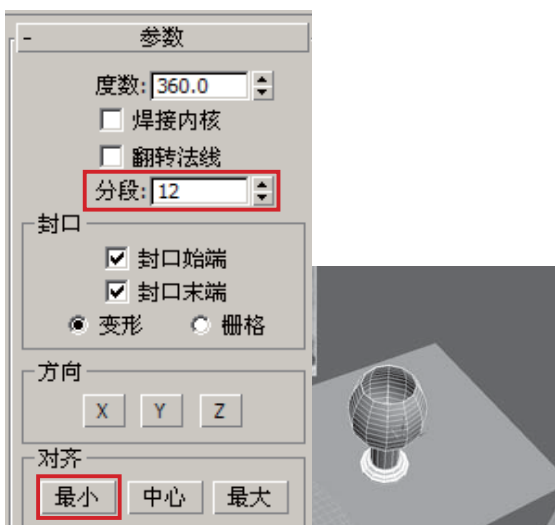 - 参数
度数: 360.0
焊接内核
翻转法线
分段: 12
封口
封口始端
封口末端
变形 栅格
方向
X Y Z
对齐
最小 中心 最大